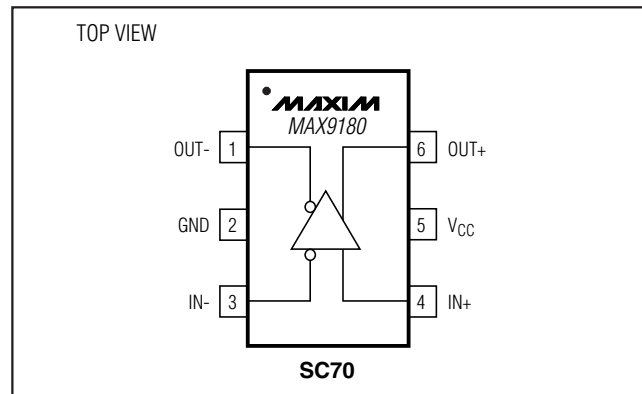 TOP VIEW
MAXIM
MAX9180
OUT- 1
6 OUT+
GND 2
5 VCC
IN- 3
4 IN+
SC70